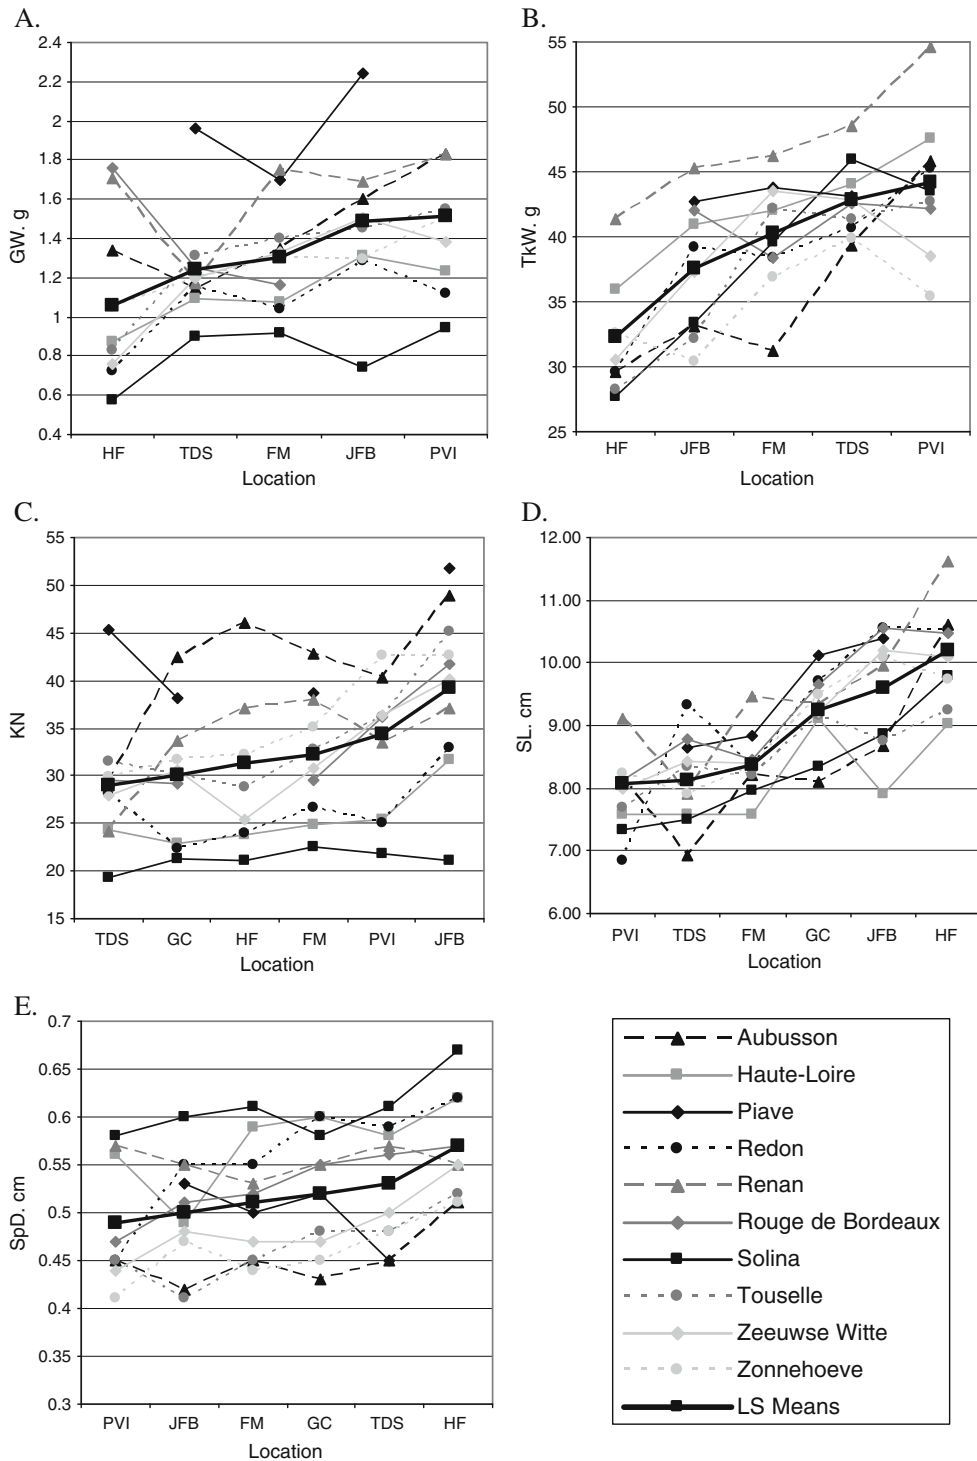 A.
2.4
2.2
2
1.8
1.6
1.4
1.2
1
0.8
0.6
0.4
GW. g
HF TDS FM JFB PVI
Location
B.
55
50
45
40
35
30
25
TkW. g
HF JFB FM TDS PVI
Location
C.
55
50
45
40
35
30
25
20
15
KN
TDS GC HF FM PVI JFB
Location
D.
12.00
11.00
10.00
9.00
8.00
7.00
6.00
SL. cm
PVI TDS FM GC JFB HF
Location
E.
0.7
0.65
0.6
0.55
0.5
0.45
0.4
0.35
0.3
SpD. cm
PVI JFB FM GC TDS HF
Location
Aubusson
Haute-Loire
Piave
Redon
Renan
Rouge de Bordeaux
Solina
Touselle
Zeeuwse Witte
Zonnehoeve
LS Means